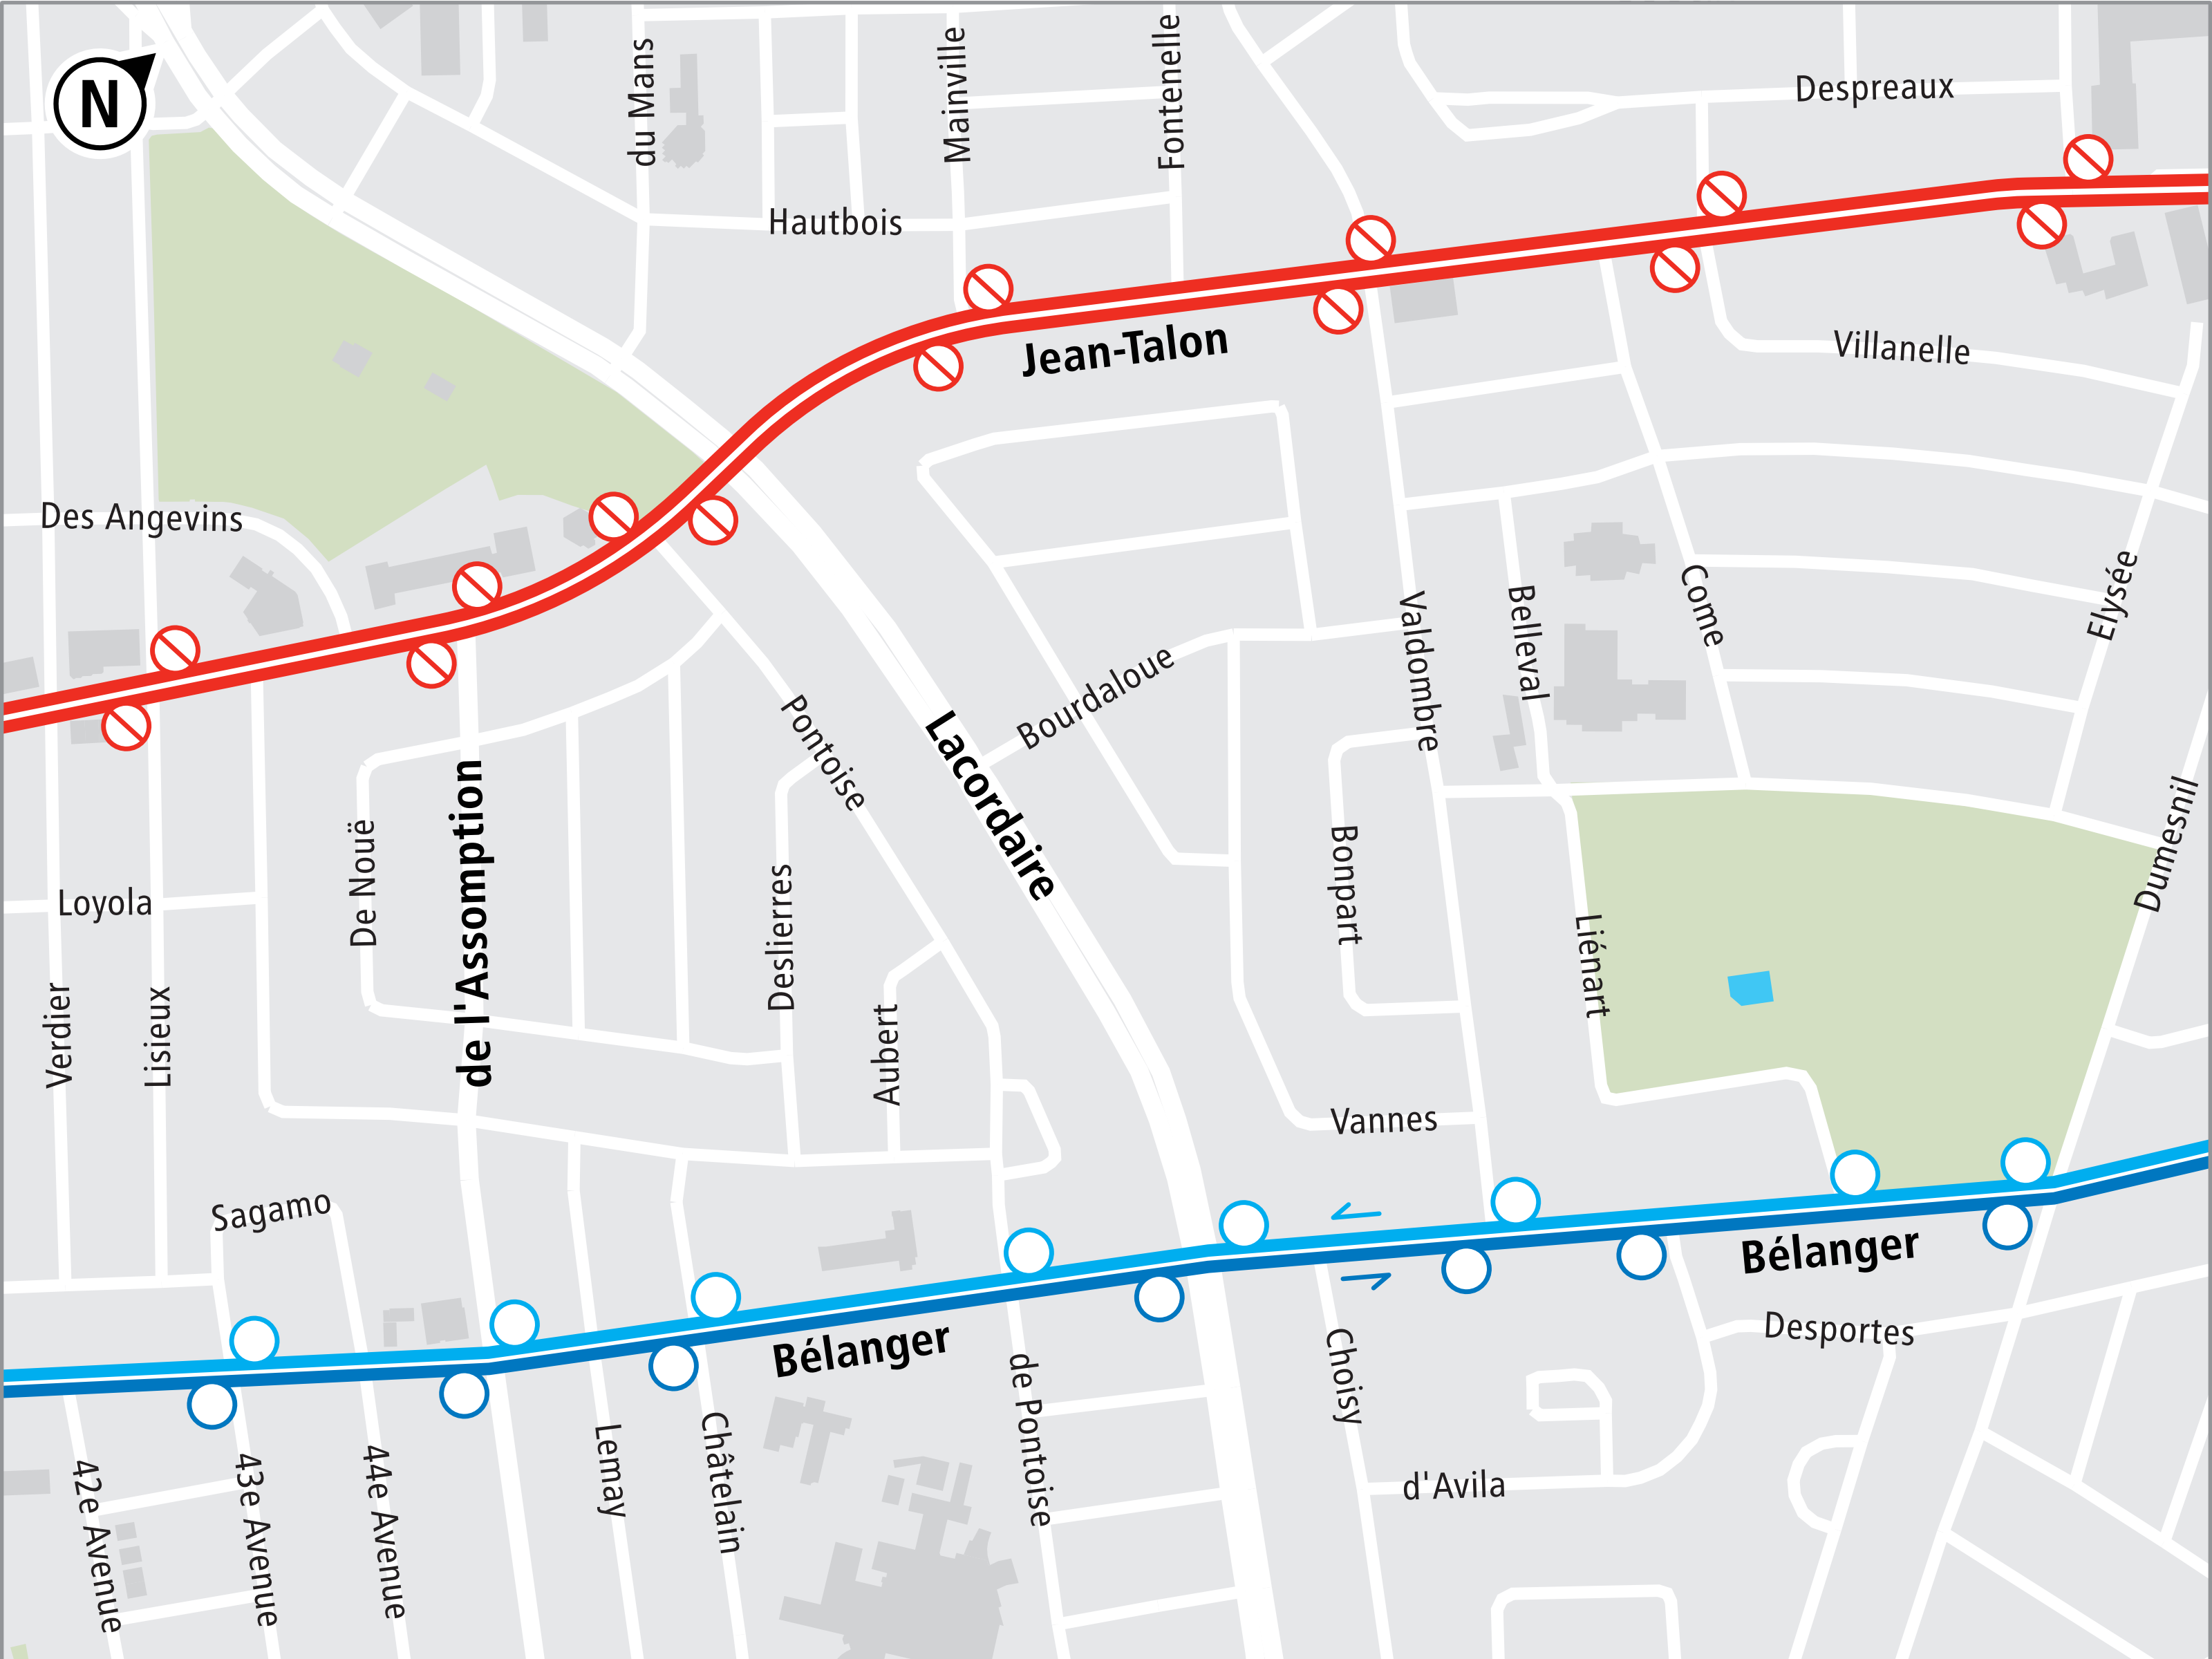 N
du Mans
Mainville
Fontenelle
Despreaux
Hautbois
Jean-Talon
Villanelle
Des Angevins
Valdombre
Belleval
Come
Elysée
Bourdaloue
Pontoise
Lacordaire
de l'Assomption
De Nouë
Bonpart
Dumesnil
Loyola
Deslierres
Liénart
Verdier
Lisieux
Aubert
Vannes
Sagamo
Bélanger
Bélanger
Desportes
Choisy
de Pontoise
Châtelain
Lemay
44e Avenue
43e Avenue
42e Avenue
d'Avila